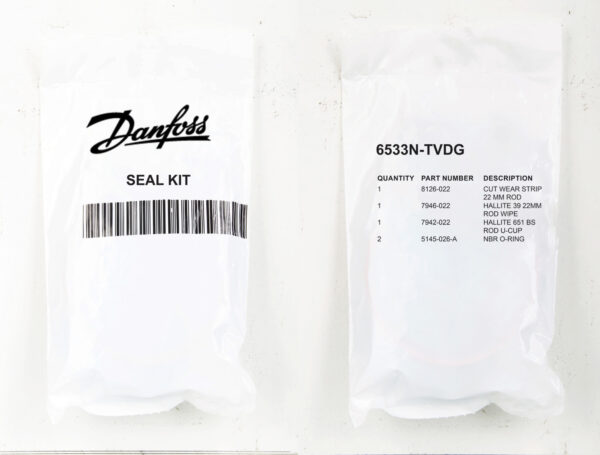 Danfoss
SEAL KIT
6533N-TVDG
QUANTITY PART NUMBER DESCRIPTION
1 8126-022 CUT WEAR STRIP
22 MM ROD
1 7946-022 HALLITE 39 22MM
ROD WIPE
1 7942-022 HALLITE 651 BS
ROD U-CUP
2 5145-026-A NBR O-RING